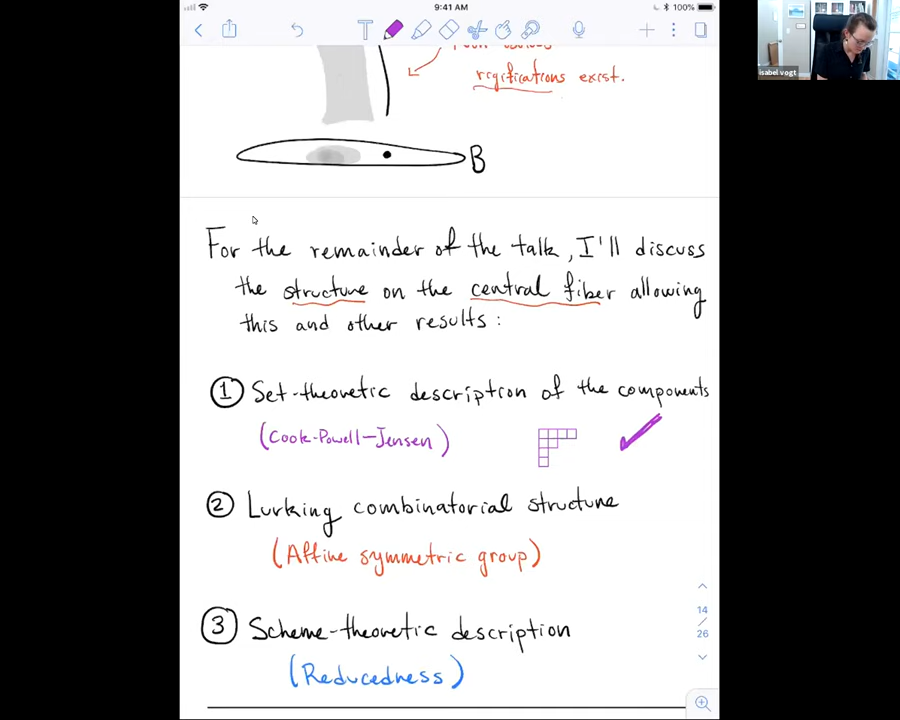 9:41 AM
100%
T
isabel vogt
rigifications exist.
B
For the remainder of the talk, I'll discuss
the structure on the central fiber allowing
this and other results:
① Set-theoretic description of the components
(Cook-Powell-Jensen)
② Lurking combinatorial structure
(Affine symmetric group)
③ Scheme-theoretic description
(Reducedness)
14
/
26